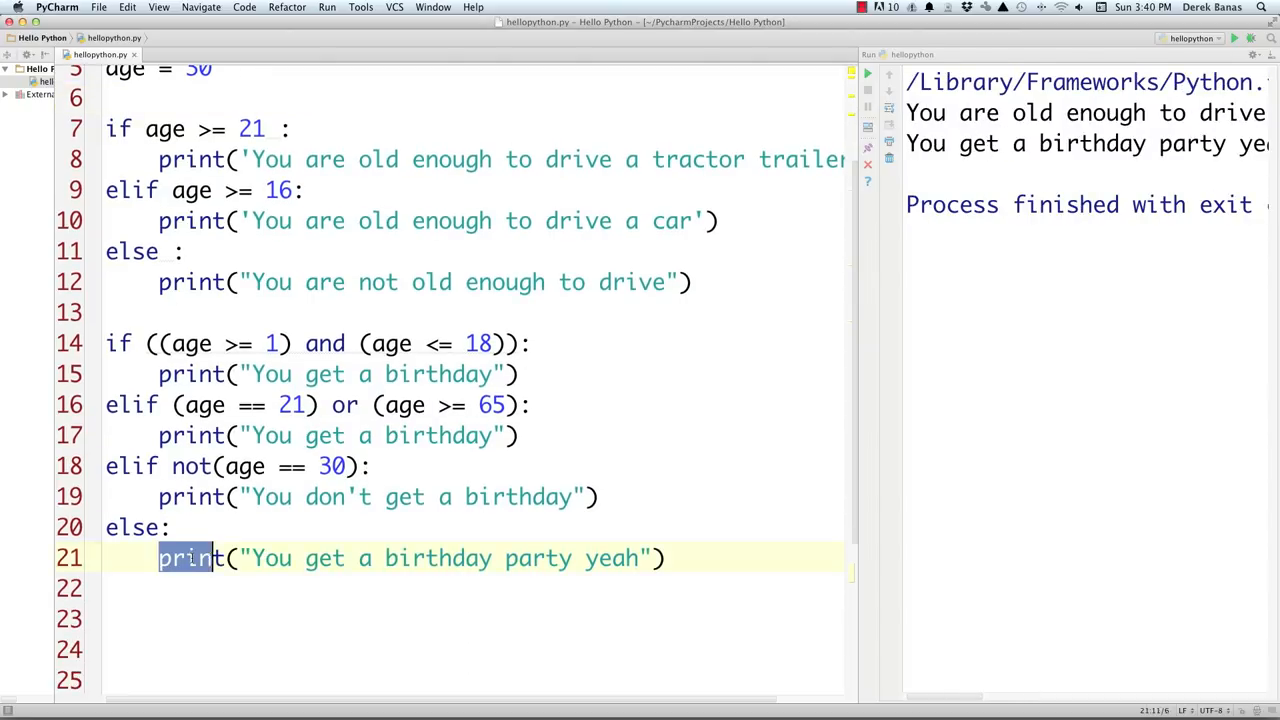 PyCharm File Edit View Navigate Code Refactor Run Tools VCS Window Help 10 Sun 3:40 PM Derek Banas
hellopython.py - Hello Python - [~/PycharmProjects/Hello Python]
Hello Python hellopython.py hellopython
hellopython.py Run hellopython
Hello P
hell
Extern
5 age = 30
6
7 if age >= 21 :
8 print('You are old enough to drive a tractor trailer
9 elif age >= 16:
10 print('You are old enough to drive a car')
11 else :
12 print("You are not old enough to drive")
13
14 if ((age >= 1) and (age <= 18)):
15 print("You get a birthday")
16 elif (age == 21) or (age >= 65):
17 print("You get a birthday")
18 elif not(age == 30):
19 print("You don't get a birthday")
20 else:
21 print("You get a birthday party yeah")
22
23
24
25
/Library/Frameworks/Python.
You are old enough to drive
You get a birthday party yea
Process finished with exit
21:11/6 LF UTF-8